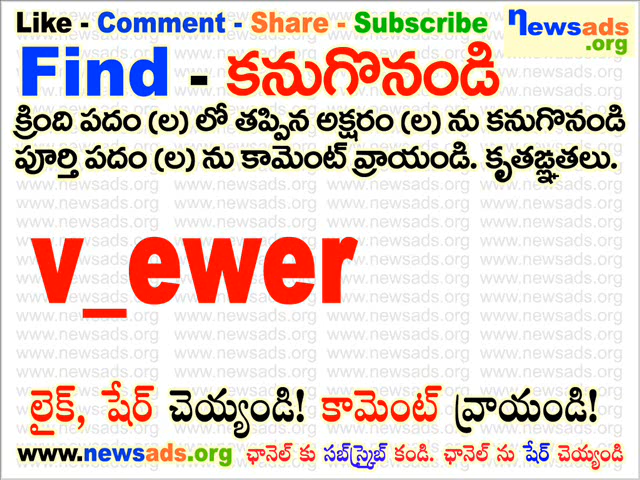 Like - Comment - Share - Subscribe
newsads
.org
Find - కనుగొనండి
క్రింది పదం (ల) లో తప్పిన అక్షరం (ల) ను కనుగొనండి
పూర్తి పదం (ల) ను కామెంట్ వ్రాయండి. కృతఙ్ఞతలు.
v_ewer
లైక్, షేర్ చెయ్యండి! కామెంట్ వ్రాయండి!
www.newsads.org ఛానెల్ కు సబ్‌స్క్రైబ్ కండి. ఛానెల్ ను షేర్ చెయ్యండి